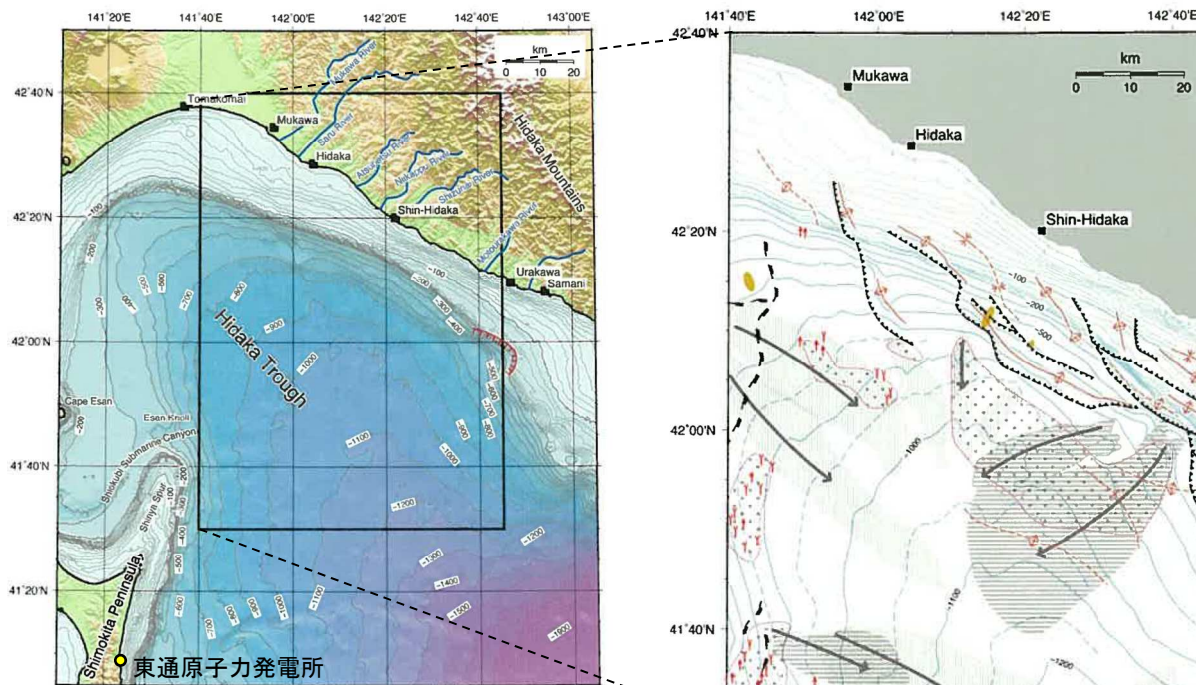 141°40'
142°00'
142°20'
142°40'
143°00'
42°40'N
42°20'N
42°00'N
41°40'N
41°20'N
km
0
10
20
Tomakomai
Mukawa
Hidaka
Shin-Hidaka
Urakawa
Samani
Mukawa River
Saru River
Shizunai River
Hidaka Mountains
Hidaka Trough
Cape Esan
Esan Knoll
Shiokubi Submarine Canyon
Shiriya Spur
Shimokita Peninsula
東通原子力発電所
-100
-200
-300
-400
-500
-600
-700
-800
-900
-1000
-1100
-1200
-1300
-1400
-1500
141°40'
142°00'
142°20'
142°40'
42°40'N
42°20'N
42°00'N
41°40'N
km
0
10
20
Mukawa
Hidaka
Shin-Hidaka
-100
-200
-500
-1000
-1100
-1200